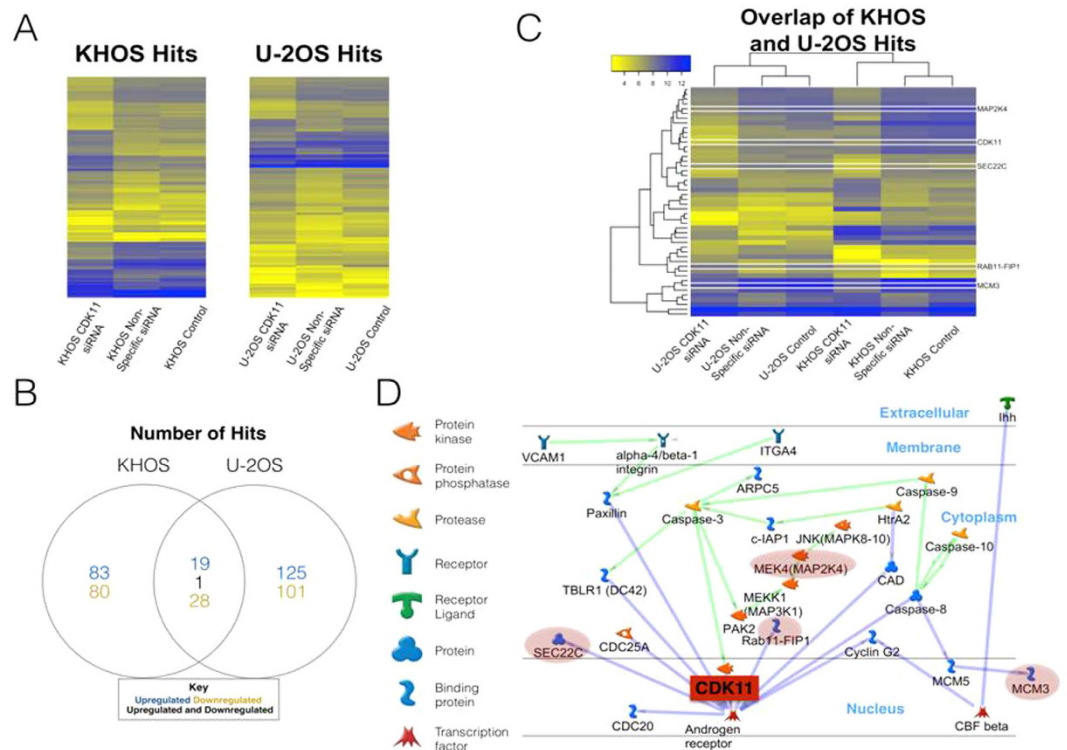 A
KHOS Hits
U-2OS Hits
KHOS CDK11
siRNA
KHOS Non-
Specific siRNA
KHOS Control
U-2OS CDK11
siRNA
U-2OS Non-
Specific siRNA
U-2OS Control
C
Overlap of KHOS
and U-2OS Hits
4 6 8 10 12
MAP2K4
CDK11
SEC22C
RAB11-FIP1
MCM3
U-2OS CDK11
siRNA
U-2OS Non-
Specific siRNA
U-2OS Control
KHOS CDK11
siRNA
KHOS Non-
Specific siRNA
KHOS Control
B
Number of Hits
KHOS
U-2OS
83
80
19
1
28
125
101
Key
Upregulated Downregulated
Upregulated and Downregulated
D
Protein
kinase
Protein
phosphatase
Protease
Receptor
Receptor
Ligand
Protein
Binding
protein
Transcription
factor
Extracellular
Ihh
Membrane
VCAM1
alpha-4/beta-1
integrin
ITGA4
ARPC5
Caspase-9
Paxillin
Caspase-3
HtrA2
Cytoplasm
c-IAP1
JNK(MAPK8-10)
Caspase-10
MEK4(MAP2K4)
CAD
TBLR1 (DC42)
MEKK1
(MAP3K1)
Caspase-8
PAK2
Rab11-FIP1
SEC22C
CDC25A
Cyclin G2
CDK11
MCM5
MCM3
Nucleus
CDC20
Androgen
receptor
CBF beta